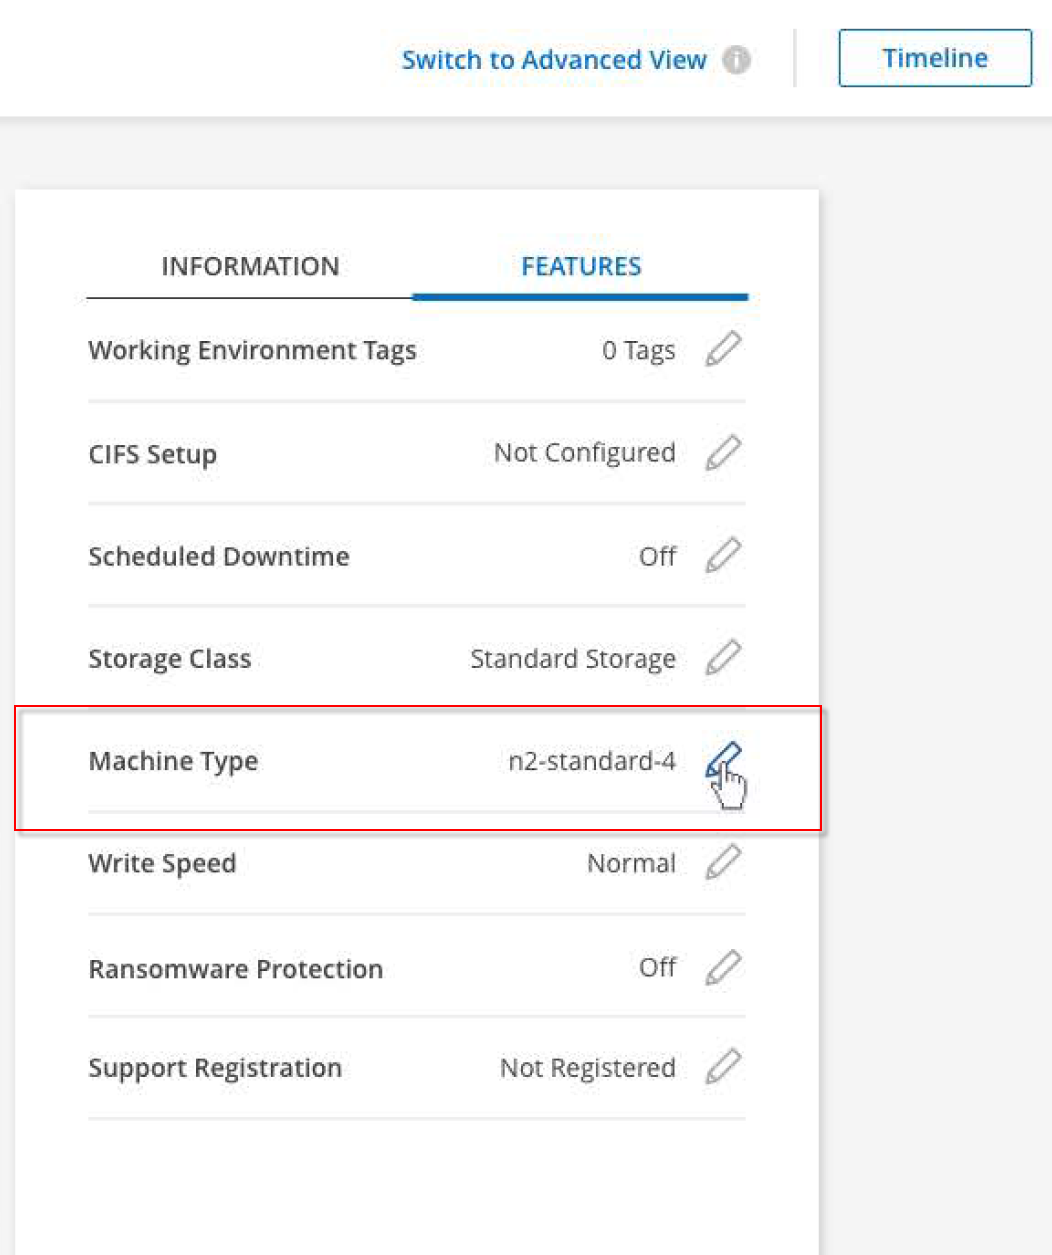 Switch to Advanced View
Timeline
INFORMATION FEATURES
Working Environment Tags 0 Tags
CIFS Setup Not Configured
Scheduled Downtime Off
Storage Class Standard Storage
Machine Type n2-standard-4
Write Speed Normal
Ransomware Protection Off
Support Registration Not Registered